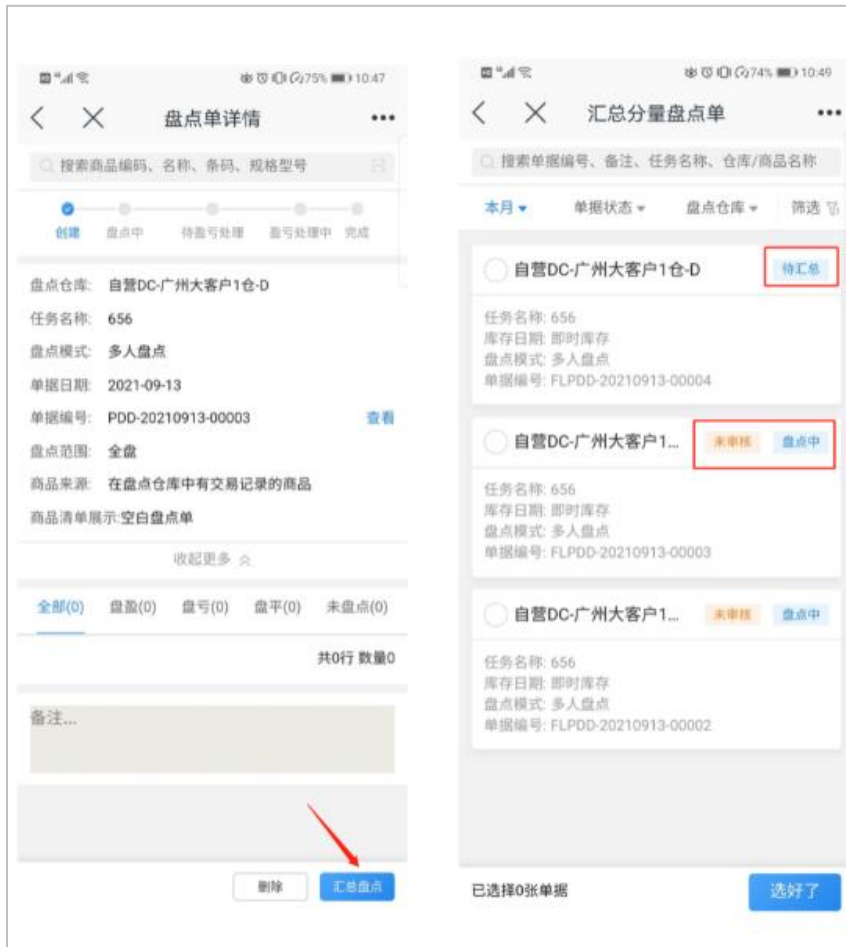 75% 10:47
盘点单详情
搜索商品编码、名称、条码、规格型号
创建 盘点中 待盈亏处理 盈亏处理中 完成
盘点仓库: 自营DC-广州大客户1仓-D
任务名称: 656
盘点模式: 多人盘点
单据日期: 2021-09-13
单据编号: PDD-20210913-00003 查看
盘点范围: 全盘
商品来源: 在盘点仓库中有交易记录的商品
商品清单展示:空白盘点单
收起更多
全部(0) 盘盈(0) 盘亏(0) 盘平(0) 未盘点(0)
共0行 数量0
备注...
删除 汇总盘点
74% 10:49
汇总分量盘点单
搜索单据编号、备注、任务名称、仓库/商品名称
本月 单据状态 盘点仓库 筛选
自营DC-广州大客户1仓-D 待汇总
任务名称: 656
库存日期: 即时库存
盘点模式: 多人盘点
单据编号: FLPDD-20210913-00004
自营DC-广州大客户1... 未审核 盘点中
任务名称: 656
库存日期: 即时库存
盘点模式: 多人盘点
单据编号: FLPDD-20210913-00003
自营DC-广州大客户1... 未审核 盘点中
任务名称: 656
库存日期: 即时库存
盘点模式: 多人盘点
单据编号: FLPDD-20210913-00002
已选择0张单据 选好了